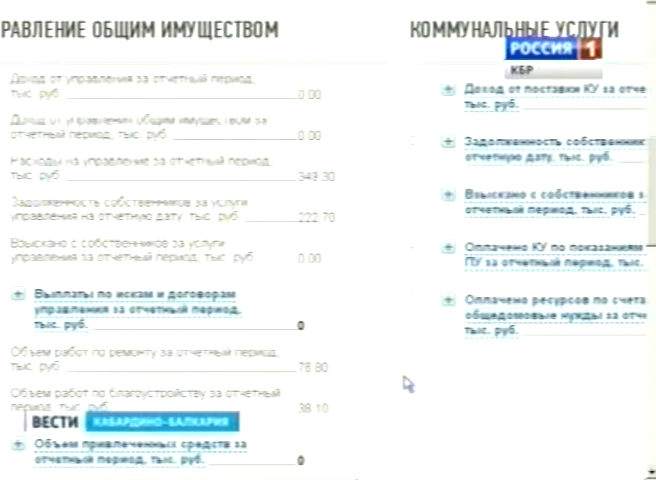 РАВЛЕНИЕ ОБЩИМ ИМУЩЕСТВОМ
Доход от управления за отчетный период,
тыс. руб. 0.00
Доход от управления общим имуществом за
отчетный период, тыс. руб. 0.00
Расходы на управление за отчетный период,
тыс. руб. 343.30
Задолженность собственников за услуги
управления на отчетную дату, тыс. руб. 222.70
Взыскано с собственников за услуги
управления за отчетный период, тыс. руб. 0.00
Выплаты по искам и договорам
управления за отчетный период,
тыс. руб. 0
Объем работ по ремонту за отчетный период,
тыс. руб. 78.80
Объем работ по благоустройству за отчетный
период, тыс. руб. 38.10
ВЕСТИ КАБАРДИНО-БАЛКАРИЯ
Объем привлеченных средств за
отчетный период, тыс. руб. 0
КОММУНАЛЬНЫЕ УСЛУГИ
РОССИЯ 1
КБР
Доход от поставки КУ за отче
тыс. руб.
Задолженность собственник
отчетную дату, тыс. руб.
Взыскано с собственников з
отчетный период, тыс. руб.
Оплачено КУ по показаниям
ПУ за отчетный период, тыс.
Оплачено ресурсов по счета
общедомовые нужды за отч
тыс. руб.